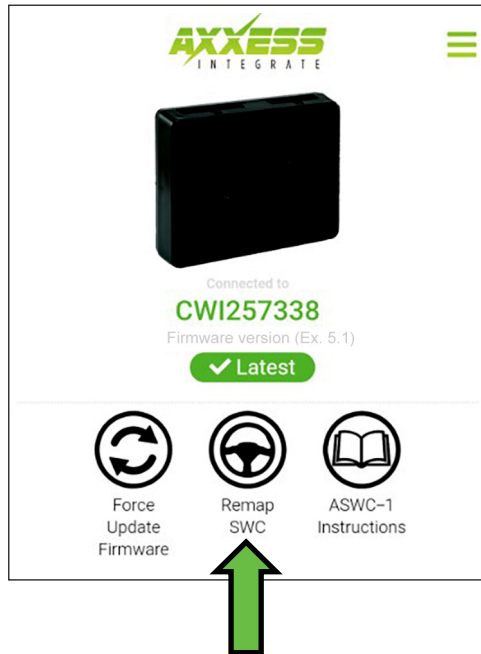 AXXESS
INTEGRATE
Connected to
CWI257338
Firmware version (Ex. 5.1)
Latest
Force
Update
Firmware
Remap
SWC
ASWC-1
Instructions